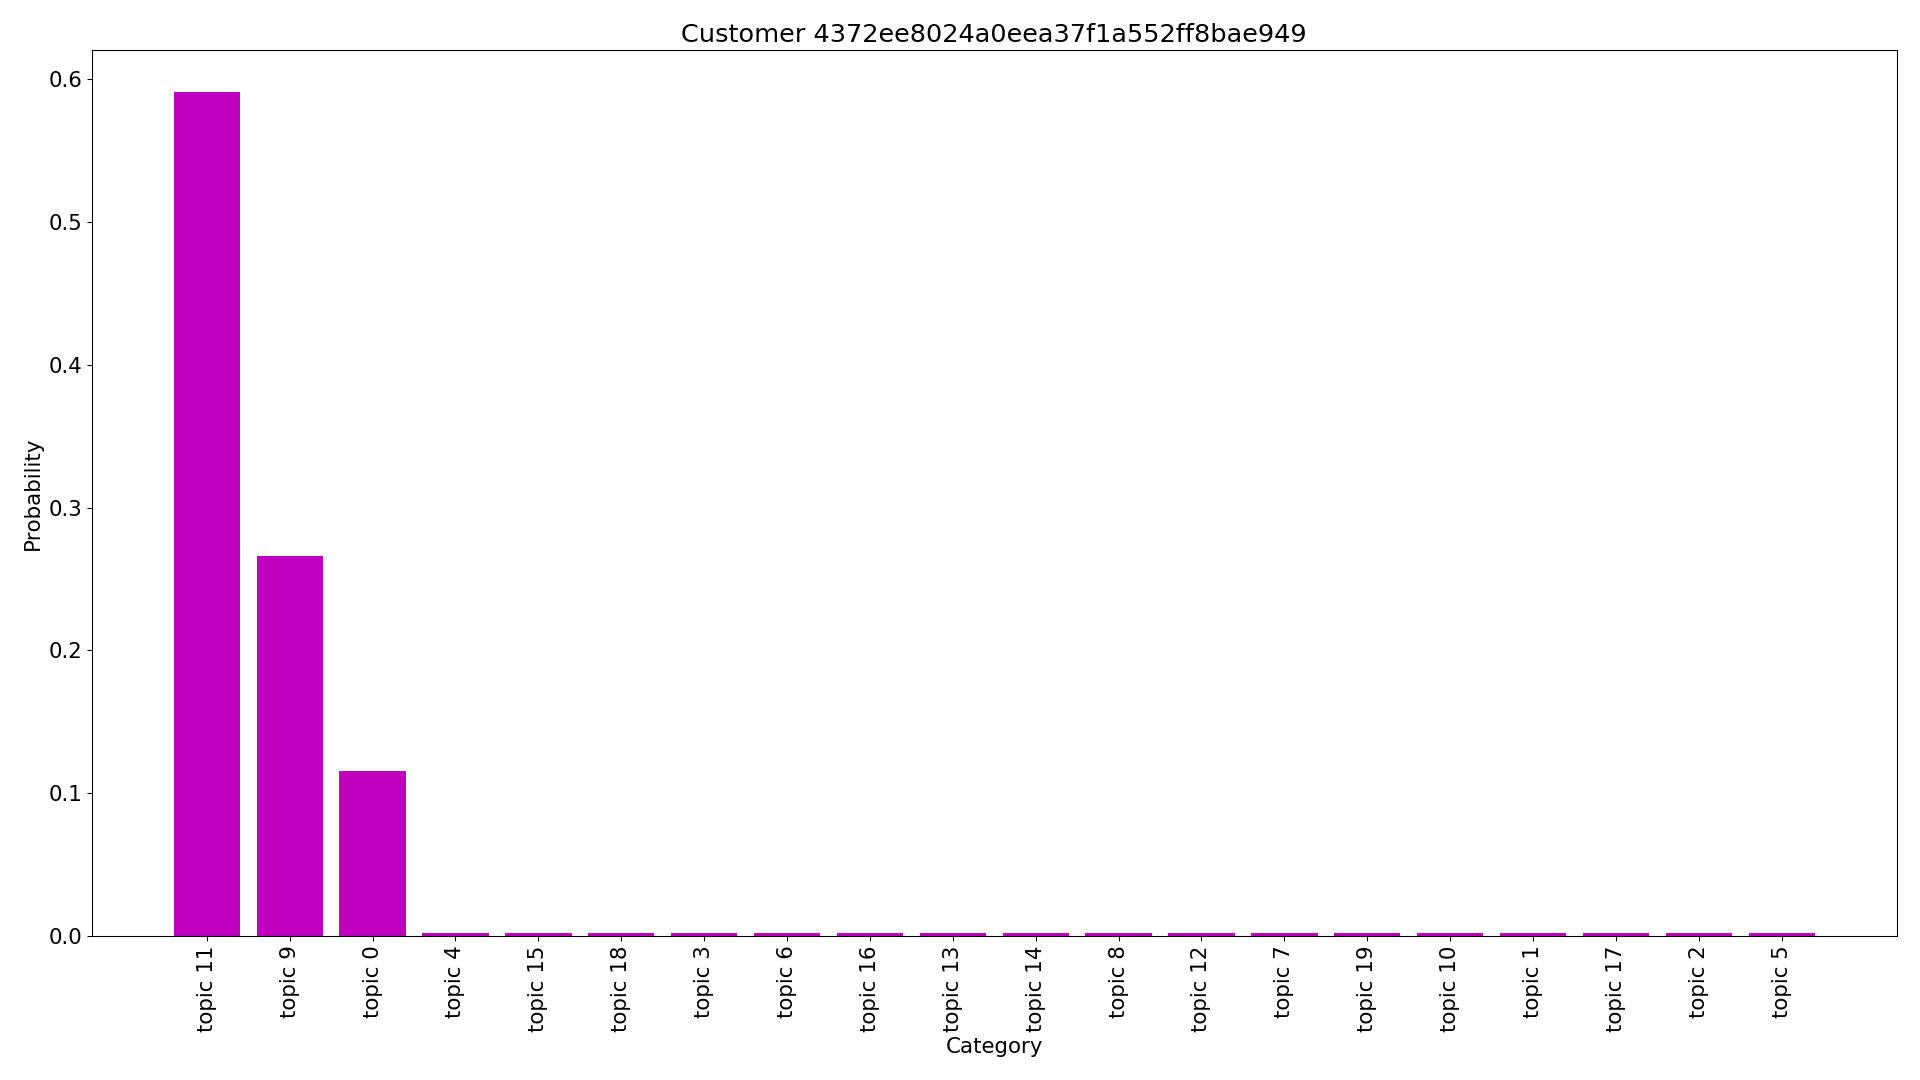 Customer 4372ee8024a0eea37f1a552ff8bae949
Probability
0.6
0.5
0.4
0.3
0.2
0.1
0.0
topic 11
topic 9
topic 0
topic 4
topic 15
topic 18
topic 3
topic 6
topic 16
topic 13
topic 14
topic 8
topic 12
topic 7
topic 19
topic 10
topic 1
topic 17
topic 2
topic 5
Category